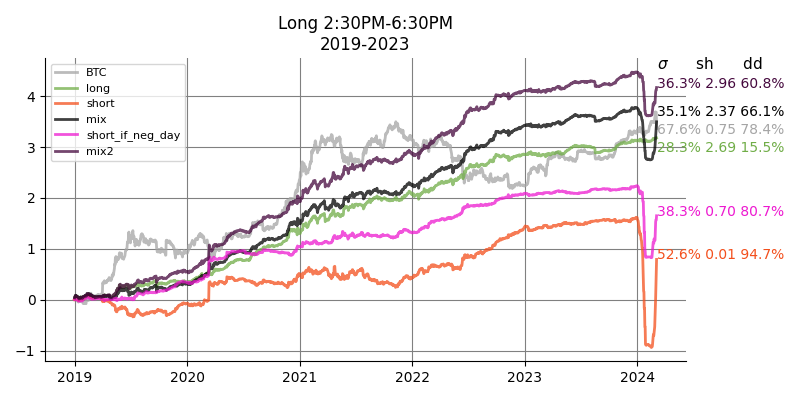 Long 2:30PM-6:30PM
2019-2023
σ sh dd
BTC
long
short
mix
short_if_neg_day
mix2
36.3% 2.96 60.8%
35.1% 2.37 66.1%
67.6% 0.75 78.4%
28.3% 2.69 15.5%
38.3% 0.70 80.7%
52.6% 0.01 94.7%
4
3
2
1
0
−1
2019 2020 2021 2022 2023 2024